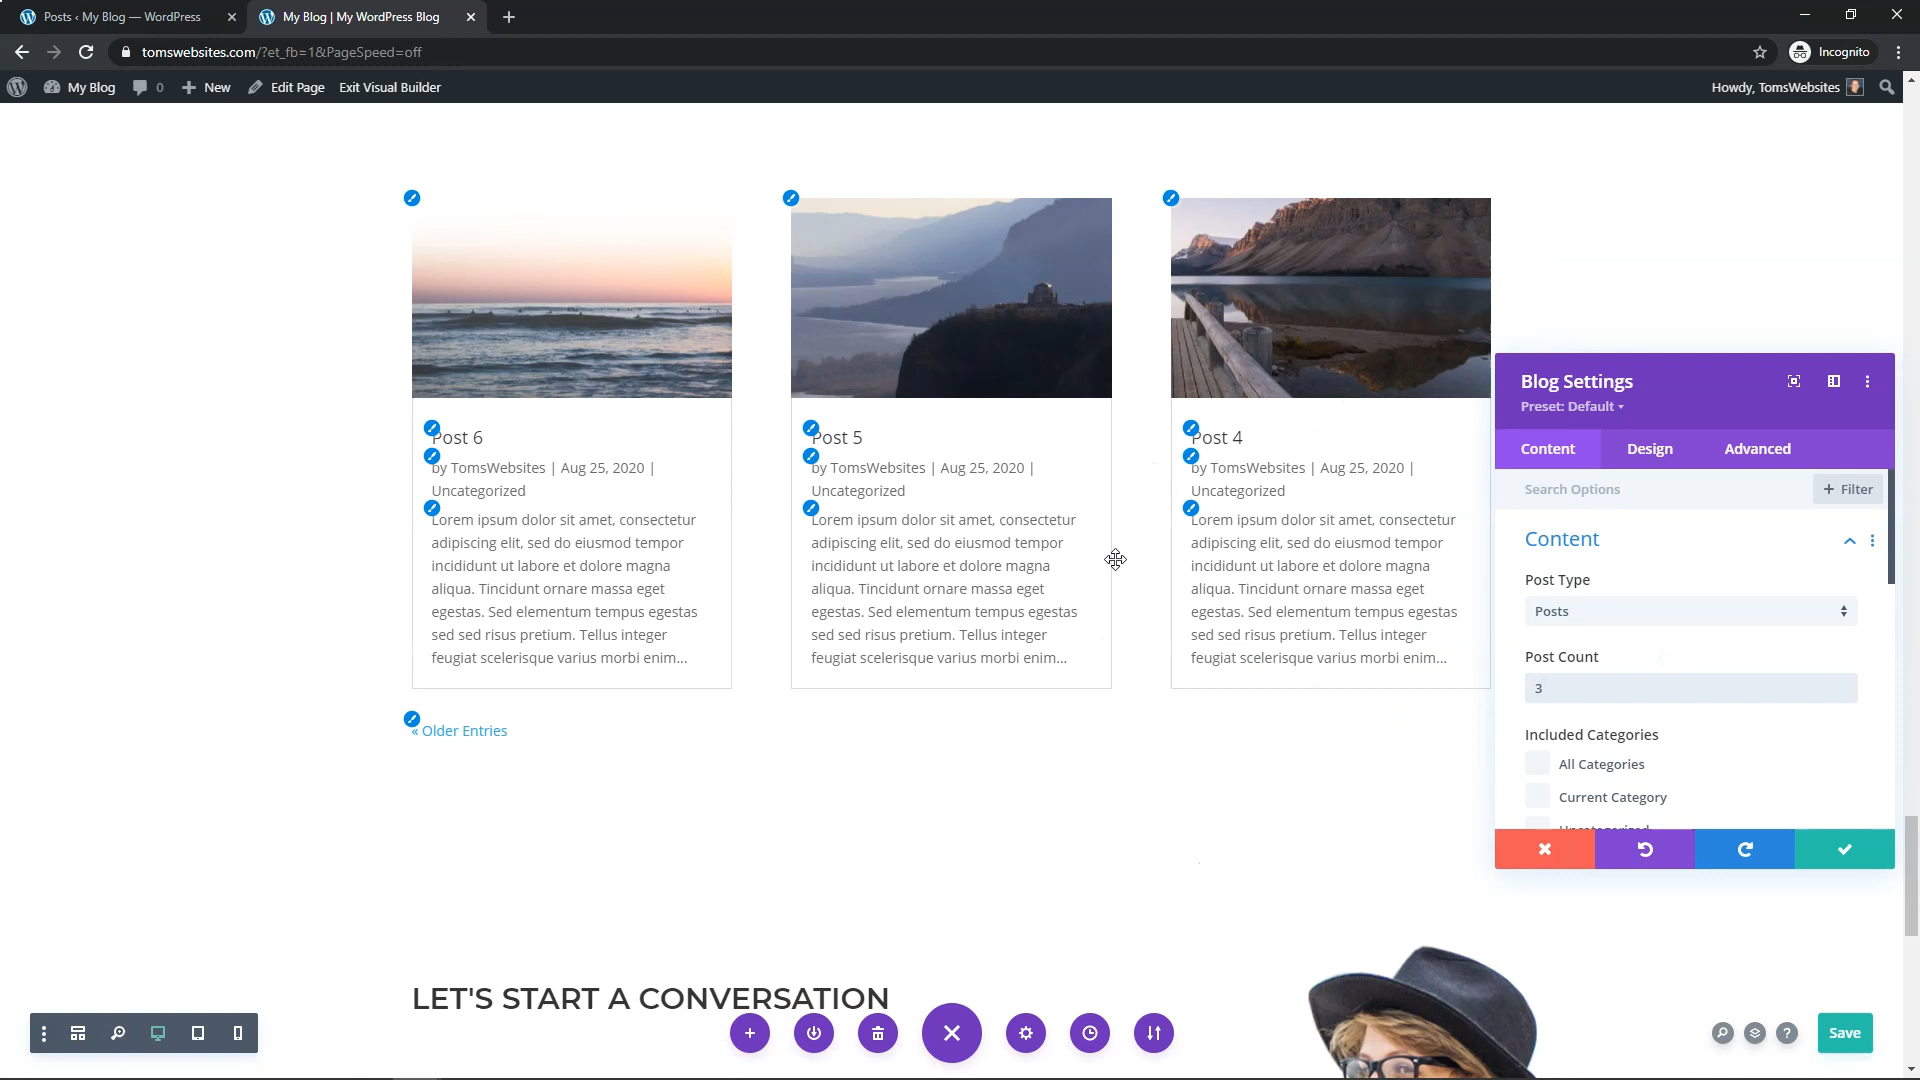 Posts ‹ My Blog — WordPress
My Blog | My WordPress Blog
tomswebsites.com/?et_fb=1&PageSpeed=off
Incognito
My Blog
0
New
Edit Page
Exit Visual Builder
Howdy, TomsWebsites
Post 6
by TomsWebsites | Aug 25, 2020 |
Uncategorized
Lorem ipsum dolor sit amet, consectetur
adipiscing elit, sed do eiusmod tempor
incididunt ut labore et dolore magna
aliqua. Tincidunt ornare massa eget
egestas. Sed elementum tempus egestas
sed sed risus pretium. Tellus integer
feugiat scelerisque varius morbi enim...
Post 5
by TomsWebsites | Aug 25, 2020 |
Uncategorized
Lorem ipsum dolor sit amet, consectetur
adipiscing elit, sed do eiusmod tempor
incididunt ut labore et dolore magna
aliqua. Tincidunt ornare massa eget
egestas. Sed elementum tempus egestas
sed sed risus pretium. Tellus integer
feugiat scelerisque varius morbi enim...
Post 4
by TomsWebsites | Aug 25, 2020 |
Uncategorized
Lorem ipsum dolor sit amet, consectetur
adipiscing elit, sed do eiusmod tempor
incididunt ut labore et dolore magna
aliqua. Tincidunt ornare massa eget
egestas. Sed elementum tempus egestas
sed sed risus pretium. Tellus integer
feugiat scelerisque varius morbi enim...
« Older Entries
Blog Settings
Preset: Default
Content
Design
Advanced
Search Options
+ Filter
Content
Post Type
Posts
Post Count
3
Included Categories
All Categories
Current Category
Uncategorized
LET'S START A CONVERSATION
?
Save